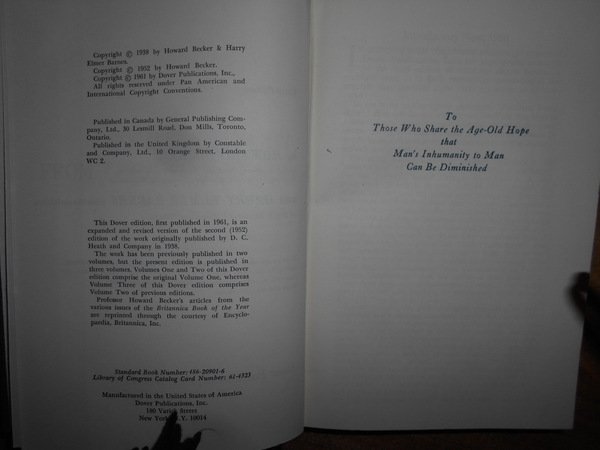 Copyright © 1938 by Howard Becker & Harry
Elmer Barnes.
Copyright © 1952 by Howard Becker.
Copyright © 1961 by Dover Publications, Inc.,
All rights reserved under Pan American and
International Copyright Conventions.
Published in Canada by General Publishing Com-
pany, Ltd., 30 Lesmill Road, Don Mills, Toronto,
Ontario.
Published in the United Kingdom by Constable
and Company, Ltd., 10 Orange Street, London
WC 2.
This Dover edition, first published in 1961, is an
expanded and revised version of the second (1952)
edition of the work originally published by D. C.
Heath and Company in 1938.
The work has been previously published in two
volumes, but the present edition is published in
three volumes. Volumes One and Two of this Dover
edition comprise the original Volume One, whereas
Volume Three of this Dover edition comprises
Volume Two of previous editions.
Professor Howard Becker's articles from the
various issues of the Britannica Book of the Year
are reprinted through the courtesy of Encyclo-
paedia, Britannica, Inc.
Standard Book Number: 486-20901-6
Library of Congress Catalog Card Number: 61-4323
Manufactured in the United States of America
Dover Publications, Inc.
180 Varick Street
New York, N.Y. 10014
To
Those Who Share the Age-Old Hope
that
Man's Inhumanity to Man
Can Be Diminished